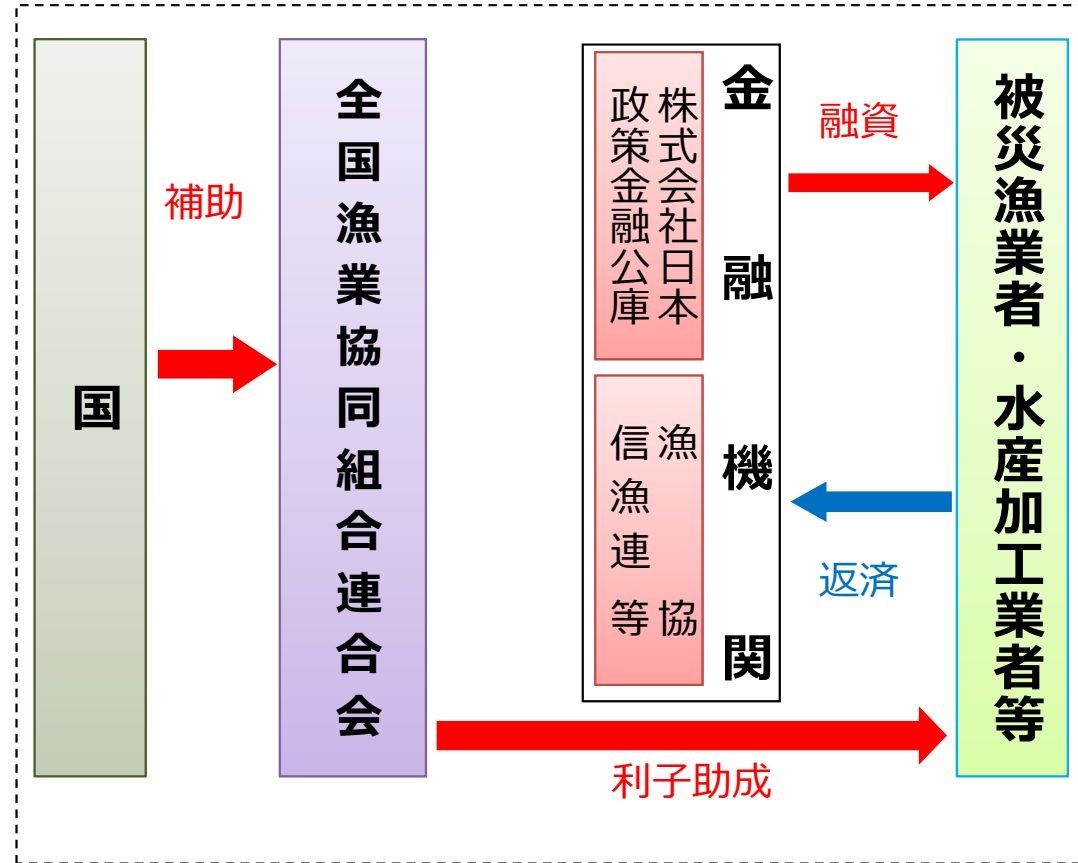 国
補助
全国漁業協同組合連合会
金融機関
株式会社日本
政策金融公庫
漁協
信漁連等
融資
返済
利子助成
被災漁業者・水産加工業者等